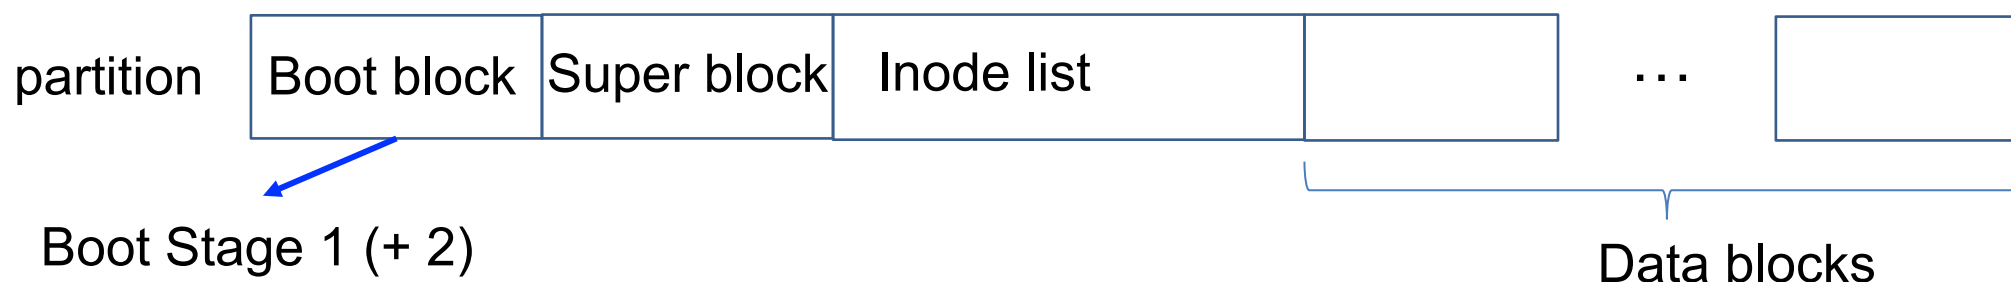 partition Boot block Super block Inode list ...
Boot Stage 1 (+ 2)
Data blocks